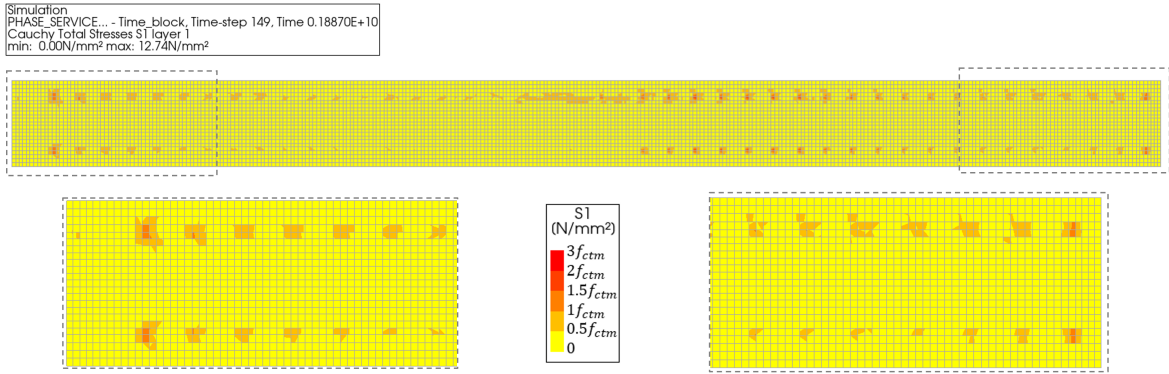 Simulation
PHASE_SERVICE... - Time_block, Time-step 149, Time 0.18870E+10
Cauchy Total Stresses S1 layer 1
min: 0.00N/mm² max: 12.74N/mm²
S1
(N/mm²)
3fctm
2fctm
1.5fctm
1fctm
0.5fctm
0